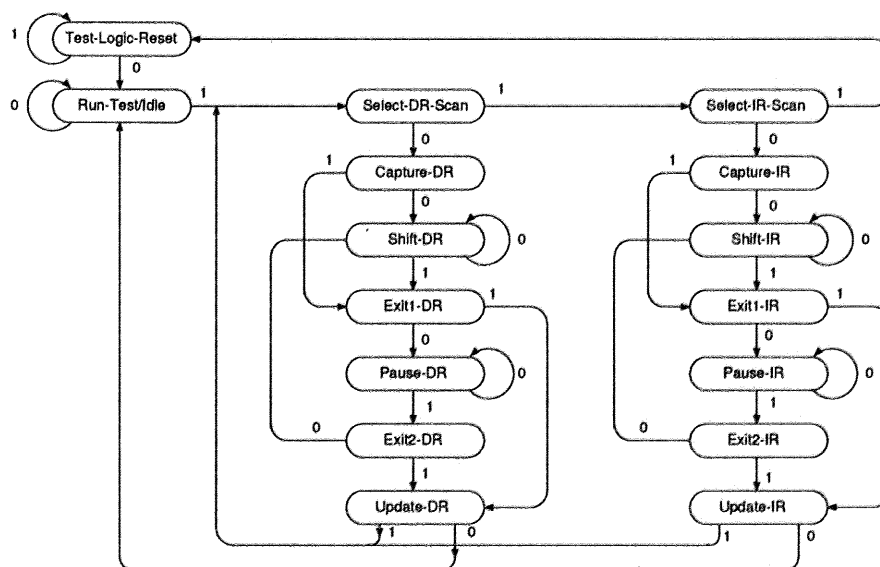 1
Test-Logic-Reset
0
0
Run-Test/Idle
1
Select-DR-Scan
1
Select-IR-Scan
1
0
0
1
Capture-DR
1
Capture-IR
0
0
Shift-DR
0
Shift-IR
0
1
1
Exit1-DR
1
Exit1-IR
1
0
0
Pause-DR
0
Pause-IR
0
1
1
0
Exit2-DR
0
Exit2-IR
1
1
Update-DR
Update-IR
1
0
1
0